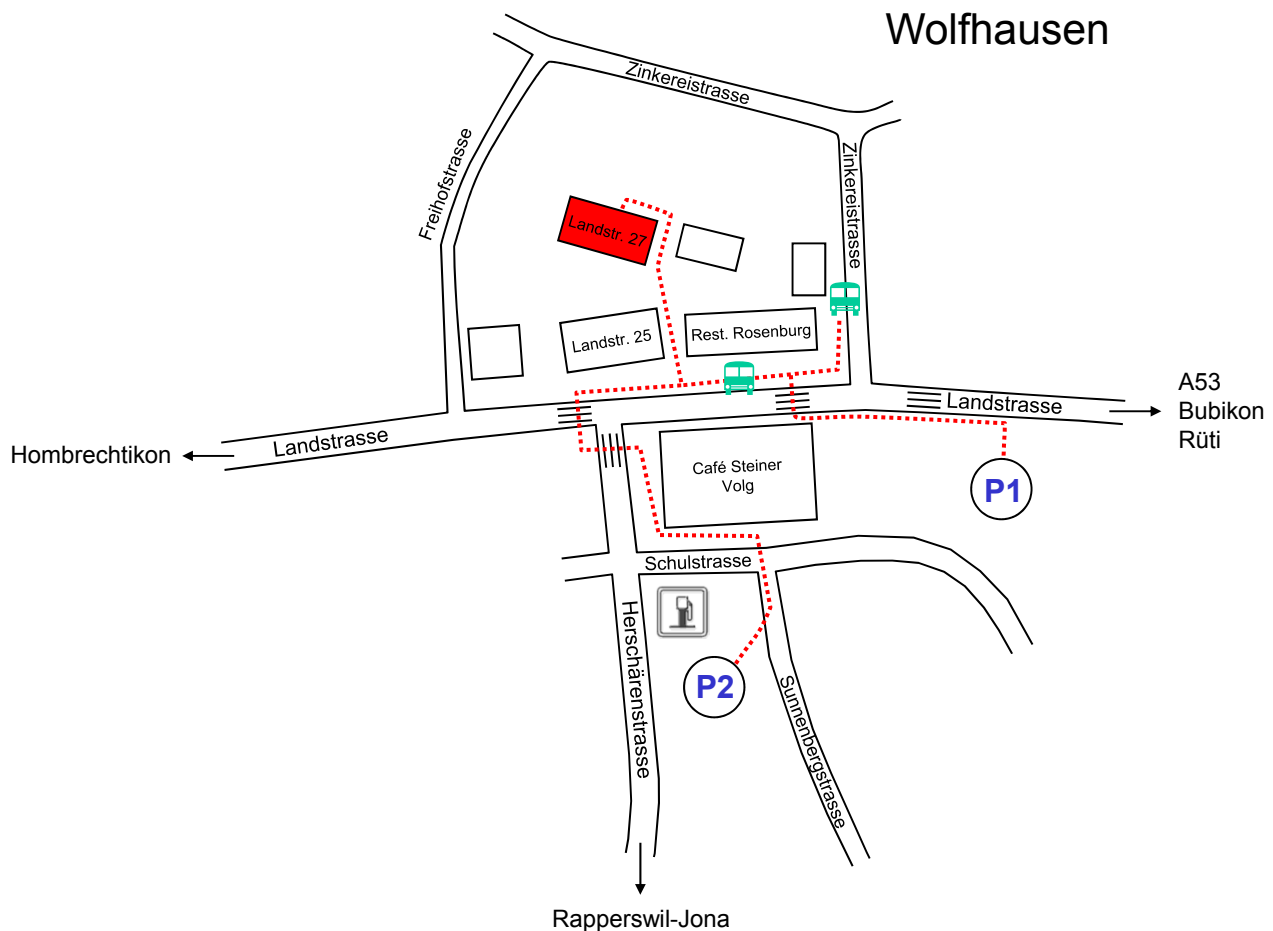 Wolfhausen
Zinkereistrasse
Zinkereistrasse
Freihofstrasse
Landstr. 27
Landstr. 25
Rest. Rosenburg
A53
Bubikon
Rüti
Landstrasse
Landstrasse
Hombrechtikon
Café Steiner
Volg
P1
Schulstrasse
Herschärenstrasse
P2
Sunnenbergstrasse
Rapperswil-Jona